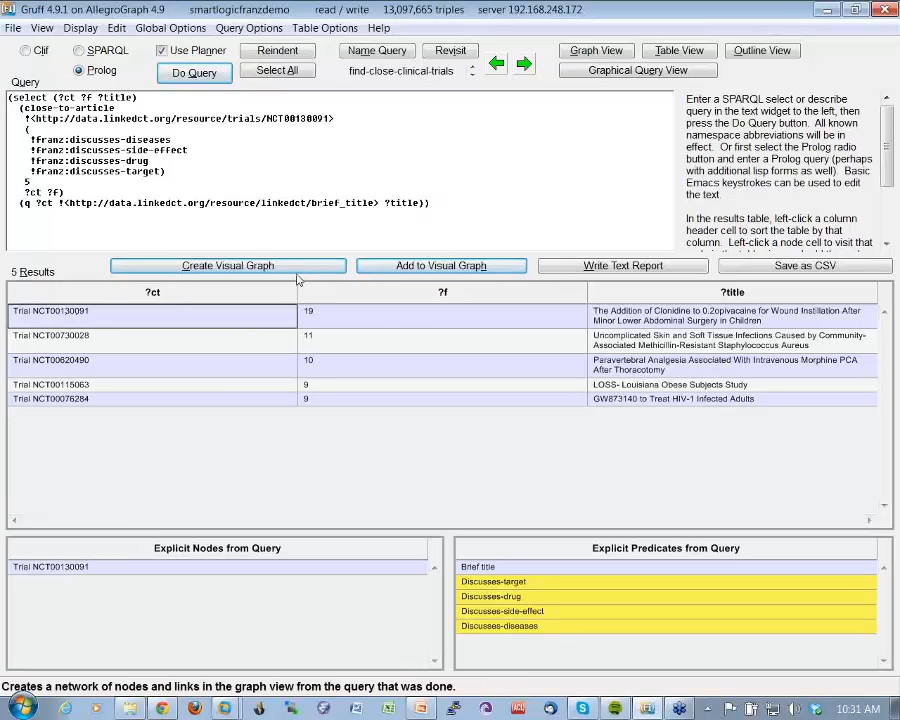 Gruff 4.9.1 on AllegroGraph 4.9 smartlogicfranzdemo read / write 13,097,665 triples server 192.168.248.172
File View Display Edit Global Options Query Options Table Options Help
Clif SPARQL Use Planner Reindent Name Query Revisit Graph View Table View Outline View
Prolog Do Query Select All find-close-clinical-trials Graphical Query View
Query
(select (?ct ?f ?title)
(close-to-article
!<http://data.linkedct.org/resource/trials/NCT00130091>
(
!franz:discusses-diseases
!franz:discusses-side-effect
!franz:discusses-drug
!franz:discusses-target)
5
?ct ?f)
(q ?ct !<http://data.linkedct.org/resource/linkedct/brief_title> ?title))
Enter a SPARQL select or describe
query in the text widget to the left, then
press the Do Query button. All known
namespace abbreviations will be in
effect. Or first select the Prolog radio
button and enter a Prolog query (perhaps
with additional lisp forms as well). Basic
Emacs keystrokes can be used to edit
the text.
In the results table, left-click a column
header cell to sort the table by that
column. Left-click a node cell to visit that
5 Results Create Visual Graph Add to Visual Graph Write Text Report Save as CSV
?ct ?f ?title
Trial NCT00130091 19 The Addition of Clonidine to 0.2opivacaine for Wound Instillation After
Minor Lower Abdominal Surgery in Children
Trial NCT00730028 11 Uncomplicated Skin and Soft Tissue Infections Caused by Community-
Associated Methicillin-Resistant Staphylococcus Aureus
Trial NCT00620490 10 Paravertebral Analgesia Associated With Intravenous Morphine PCA
After Thoracotomy
Trial NCT00115063 9 LOSS- Louisiana Obese Subjects Study
Trial NCT00076284 9 GW873140 to Treat HIV-1 Infected Adults
Explicit Nodes from Query Explicit Predicates from Query
Trial NCT00130091 Brief title
Discusses-target
Discusses-drug
Discusses-side-effect
Discusses-diseases
Creates a network of nodes and links in the graph view from the query that was done.
10:31 AM